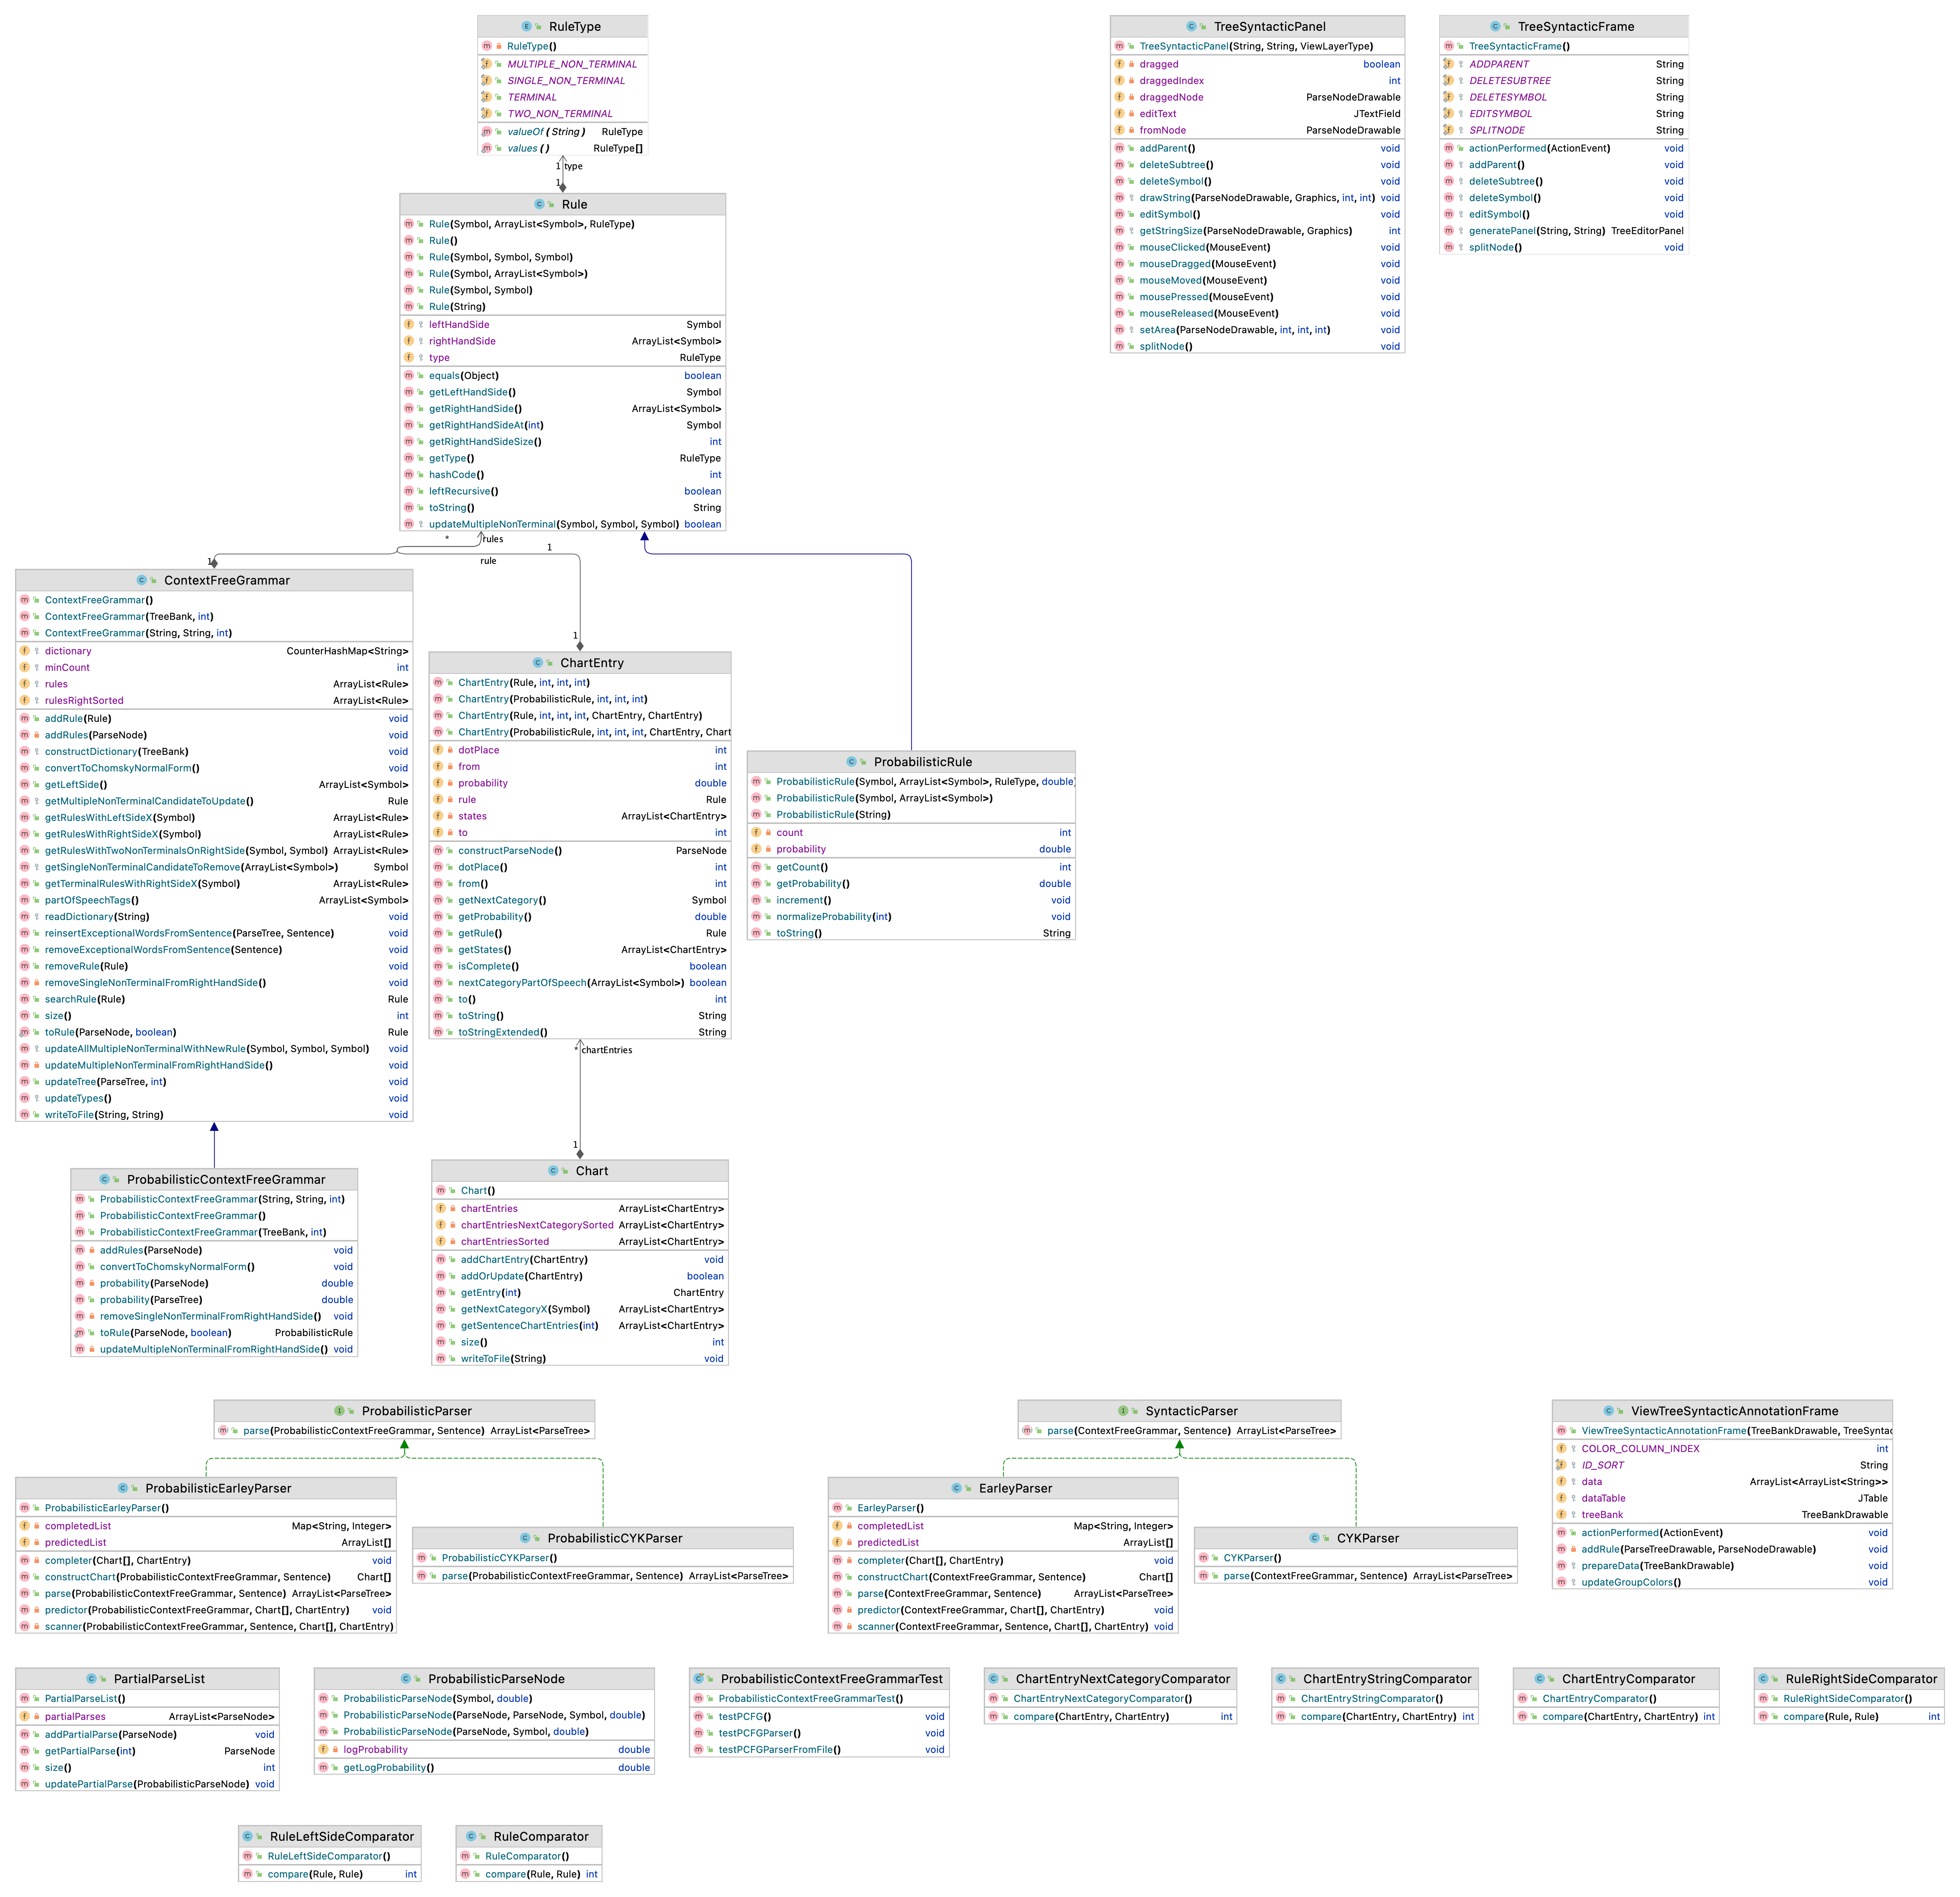 RuleType
RuleType()
MULTIPLE_NON_TERMINAL
SINGLE_NON_TERMINAL
TERMINAL
TWO_NON_TERMINAL
valueOf ( String ) RuleType
values ( ) RuleType[]
1 type
1
TreeSyntacticPanel
TreeSyntacticPanel(String, String, ViewLayerType)
dragged boolean
draggedIndex int
draggedNode ParseNodeDrawable
editText JTextField
fromNode ParseNodeDrawable
addParent() void
deleteSubtree() void
deleteSymbol() void
drawString(ParseNodeDrawable, Graphics, int, int) void
editSymbol() void
getStringSize(ParseNodeDrawable, Graphics) int
mouseClicked(MouseEvent) void
mouseDragged(MouseEvent) void
mouseMoved(MouseEvent) void
mousePressed(MouseEvent) void
mouseReleased(MouseEvent) void
setArea(ParseNodeDrawable, int, int, int) void
splitNode() void
TreeSyntacticFrame
TreeSyntacticFrame()
ADDPARENT String
DELETESUBTREE String
DELETESYMBOL String
EDITSYMBOL String
SPLITNODE String
actionPerformed(ActionEvent) void
addParent() void
deleteSubtree() void
deleteSymbol() void
editSymbol() void
generatePanel(String, String) TreeEditorPanel
splitNode() void
Rule
Rule(Symbol, ArrayList<Symbol>, RuleType)
Rule()
Rule(Symbol, Symbol, Symbol)
Rule(Symbol, ArrayList<Symbol>)
Rule(Symbol, Symbol)
Rule(String)
leftHandSide Symbol
rightHandSide ArrayList<Symbol>
type RuleType
equals(Object) boolean
getLeftHandSide() Symbol
getRightHandSide() ArrayList<Symbol>
getRightHandSideAt(int) Symbol
getRightHandSideSize() int
getType() RuleType
hashCode() int
leftRecursive() boolean
toString() String
updateMultipleNonTerminal(Symbol, Symbol, Symbol) boolean
* rules
1
1 rule
1
ContextFreeGrammar
ContextFreeGrammar()
ContextFreeGrammar(TreeBank, int)
ContextFreeGrammar(String, String, int)
dictionary CounterHashMap<String>
minCount int
rules ArrayList<Rule>
rulesRightSorted ArrayList<Rule>
addRule(Rule) void
addRules(ParseNode) void
constructDictionary(TreeBank) void
convertToChomskyNormalForm() void
getLeftSide() ArrayList<Symbol>
getMultipleNonTerminalCandidateToUpdate() Rule
getRulesWithLeftSideX(Symbol) ArrayList<Rule>
getRulesWithRightSideX(Symbol) ArrayList<Rule>
getRulesWithTwoNonTerminalsOnRightSide(Symbol, Symbol) ArrayList<Rule>
getSingleNonTerminalCandidateToRemove(ArrayList<Symbol>) Symbol
getTerminalRulesWithRightSideX(Symbol) ArrayList<Rule>
partOfSpeechTags() ArrayList<Symbol>
readDictionary(String) void
reinsertExceptionalWordsFromSentence(ParseTree, Sentence) void
removeExceptionalWordsFromSentence(Sentence) void
removeRule(Rule) void
removeSingleNonTerminalFromRightHandSide() void
searchRule(Rule) Rule
size() int
toRule(ParseNode, boolean) Rule
updateAllMultipleNonTerminalWithNewRule(Symbol, Symbol, Symbol) void
updateMultipleNonTerminalFromRightHandSide() void
updateTree(ParseTree, int) void
updateTypes() void
writeToFile(String, String) void
ChartEntry
ChartEntry(Rule, int, int, int)
ChartEntry(ProbabilisticRule, int, int, int)
ChartEntry(Rule, int, int, int, ChartEntry, ChartEntry)
ChartEntry(ProbabilisticRule, int, int, int, ChartEntry, Chart
dotPlace int
from int
probability double
rule Rule
states ArrayList<ChartEntry>
to int
constructParseNode() ParseNode
dotPlace() int
from() int
getNextCategory() Symbol
getProbability() double
getRule() Rule
getStates() ArrayList<ChartEntry>
isComplete() boolean
nextCategoryPartOfSpeech(ArrayList<Symbol>) boolean
to() int
toString() String
toStringExtended() String
* chartEntries
1
ProbabilisticRule
ProbabilisticRule(Symbol, ArrayList<Symbol>, RuleType, double)
ProbabilisticRule(Symbol, ArrayList<Symbol>)
ProbabilisticRule(String)
count int
probability double
getCount() int
getProbability() double
increment() void
normalizeProbability(int) void
toString() String
ProbabilisticContextFreeGrammar
ProbabilisticContextFreeGrammar(String, String, int)
ProbabilisticContextFreeGrammar()
ProbabilisticContextFreeGrammar(TreeBank, int)
addRules(ParseNode) void
convertToChomskyNormalForm() void
probability(ParseNode) double
probability(ParseTree) double
removeSingleNonTerminalFromRightHandSide() void
toRule(ParseNode, boolean) ProbabilisticRule
updateMultipleNonTerminalFromRightHandSide() void
Chart
Chart()
chartEntries ArrayList<ChartEntry>
chartEntriesNextCategorySorted ArrayList<ChartEntry>
chartEntriesSorted ArrayList<ChartEntry>
addChartEntry(ChartEntry) void
addOrUpdate(ChartEntry) boolean
getEntry(int) ChartEntry
getNextCategoryX(Symbol) ArrayList<ChartEntry>
getSentenceChartEntries(int) ArrayList<ChartEntry>
size() int
writeToFile(String) void
ProbabilisticParser
parse(ProbabilisticContextFreeGrammar, Sentence) ArrayList<ParseTree>
SyntacticParser
parse(ContextFreeGrammar, Sentence) ArrayList<ParseTree>
ViewTreeSyntacticAnnotationFrame
ViewTreeSyntacticAnnotationFrame(TreeBankDrawable, TreeSyntac
COLOR_COLUMN_INDEX int
ID_SORT String
data ArrayList<ArrayList<String>>
dataTable JTable
treeBank TreeBankDrawable
actionPerformed(ActionEvent) void
addRule(ParseTreeDrawable, ParseNodeDrawable) void
prepareData(TreeBankDrawable) void
updateGroupColors() void
ProbabilisticEarleyParser
ProbabilisticEarleyParser()
completedList Map<String, Integer>
predictedList ArrayList[]
completer(Chart[], ChartEntry) void
constructChart(ProbabilisticContextFreeGrammar, Sentence) Chart[]
parse(ProbabilisticContextFreeGrammar, Sentence) ArrayList<ParseTree>
predictor(ProbabilisticContextFreeGrammar, Chart[], ChartEntry) void
scanner(ProbabilisticContextFreeGrammar, Sentence, Chart[], ChartEntry)
ProbabilisticCYKParser
ProbabilisticCYKParser()
parse(ProbabilisticContextFreeGrammar, Sentence) ArrayList<ParseTree>
EarleyParser
EarleyParser()
completedList Map<String, Integer>
predictedList ArrayList[]
completer(Chart[], ChartEntry) void
constructChart(ContextFreeGrammar, Sentence) Chart[]
parse(ContextFreeGrammar, Sentence) ArrayList<ParseTree>
predictor(ContextFreeGrammar, Chart[], ChartEntry) void
scanner(ContextFreeGrammar, Sentence, Chart[], ChartEntry) void
CYKParser
CYKParser()
parse(ContextFreeGrammar, Sentence) ArrayList<ParseTree>
PartialParseList
PartialParseList()
partialParses ArrayList<ParseNode>
addPartialParse(ParseNode) void
getPartialParse(int) ParseNode
size() int
updatePartialParse(ProbabilisticParseNode) void
ProbabilisticParseNode
ProbabilisticParseNode(Symbol, double)
ProbabilisticParseNode(ParseNode, ParseNode, Symbol, double)
ProbabilisticParseNode(ParseNode, Symbol, double)
logProbability double
getLogProbability() double
ProbabilisticContextFreeGrammarTest
ProbabilisticContextFreeGrammarTest()
testPCFG() void
testPCFGParser() void
testPCFGParserFromFile() void
ChartEntryNextCategoryComparator
ChartEntryNextCategoryComparator()
compare(ChartEntry, ChartEntry) int
ChartEntryStringComparator
ChartEntryStringComparator()
compare(ChartEntry, ChartEntry) int
ChartEntryComparator
ChartEntryComparator()
compare(ChartEntry, ChartEntry) int
RuleRightSideComparator
RuleRightSideComparator()
compare(Rule, Rule) int
RuleLeftSideComparator
RuleLeftSideComparator()
compare(Rule, Rule) int
RuleComparator
RuleComparator()
compare(Rule, Rule) int